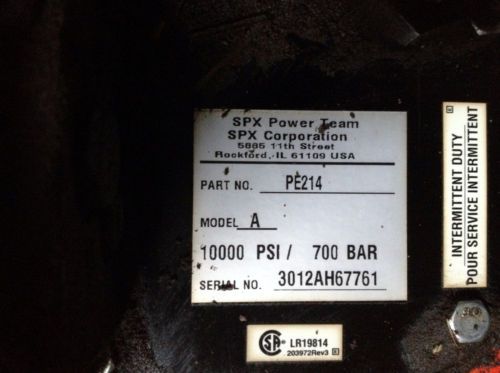 SPX Power Team
SPX Corporation
5885 11th Street
Rockford, IL 61109 USA
PART NO. PE214
MODEL A
10000 PSI / 700 BAR
SERIAL NO. 3012AH67761
INTERMITTENT DUTY
POUR SERVICE INTERMITTENT
LR19814
203972Rev3